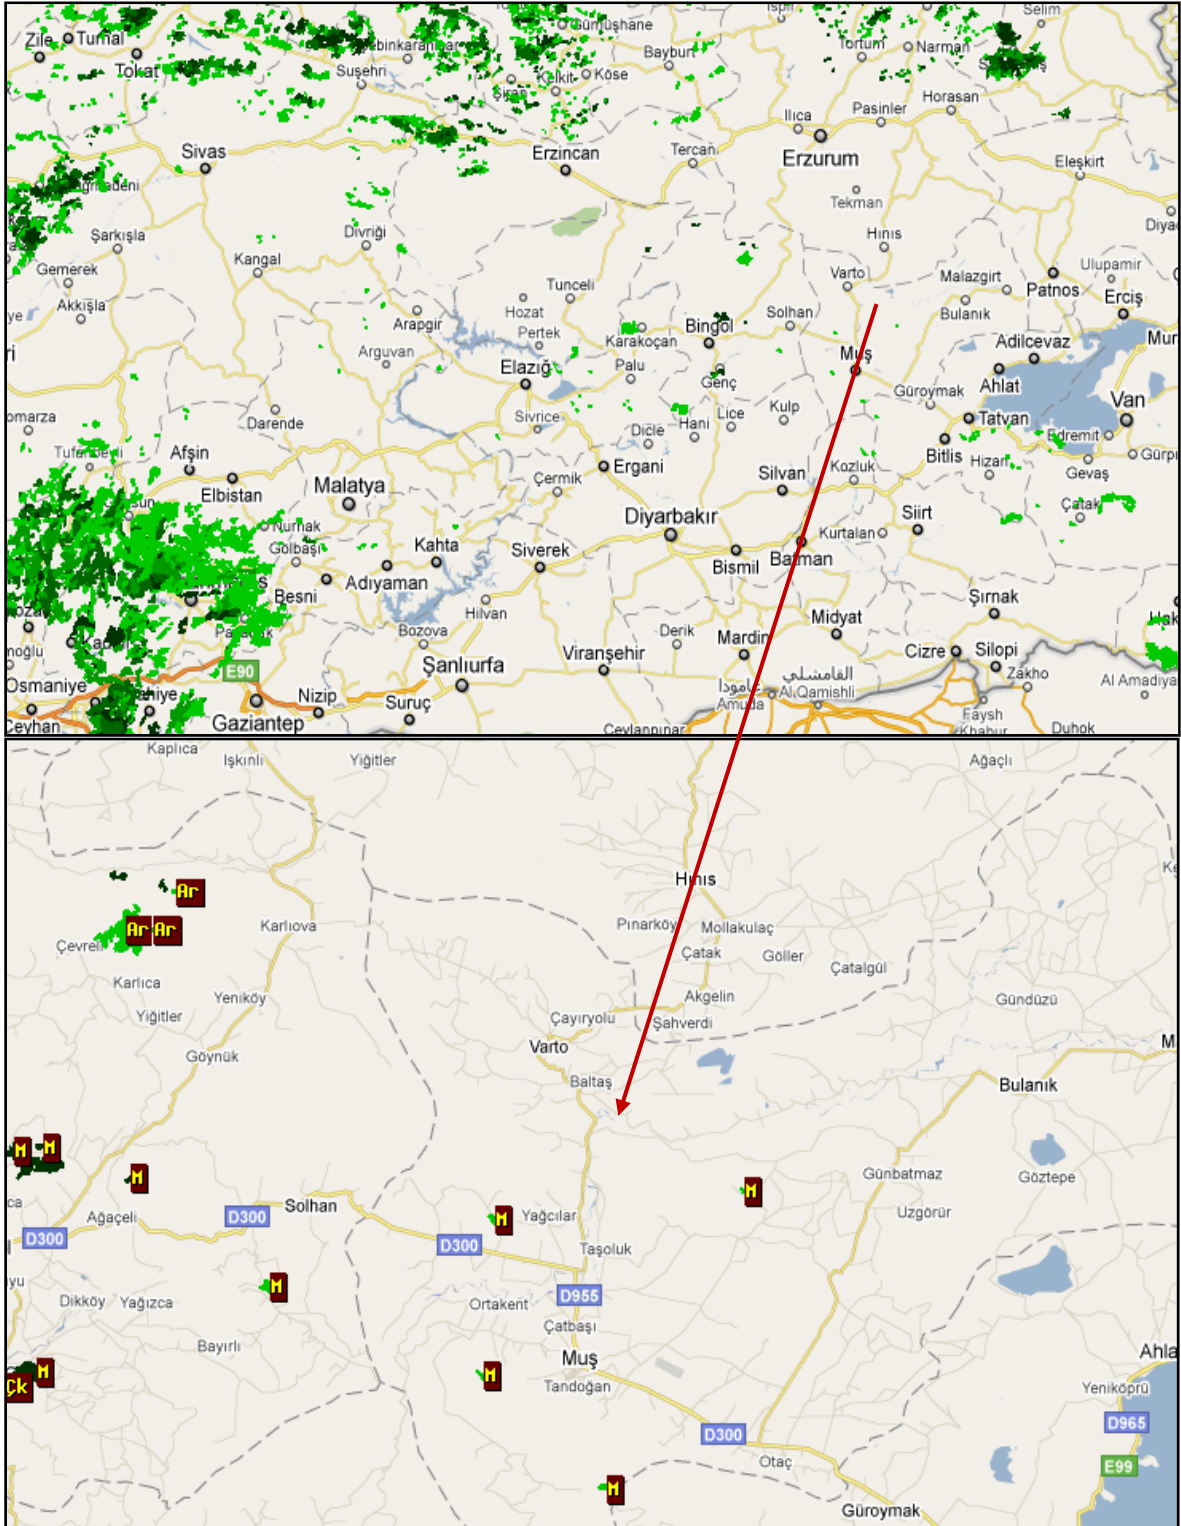 Selim
Gümüşhane
Zile
Turhal
Tokat
Suşehri
Kelkit
Köse
Şiran
Bayburt
Tortum
Narman
Ilıca
Pasinler
Horasan
Sivas
Erzincan
Tercan
Erzurum
Eleşkirt
Tekman
Şarkışla
Divriği
Hınıs
Kangal
Gemerek
Tunceli
Varto
Malazgirt
Ulupamir
Patnos
Akkışla
Hozat
Bulanık
Erciş
Arapgir
Pertek
Karakoçan
Bingöl
Solhan
Adilcevaz
Arguvan
Elazığ
Palu
Genç
Muş
Ahlat
Güroymak
Van
Darende
Sivrice
Dicle
Hani
Lice
Kulp
Tatvan
Edremit
Afşin
Ergani
Bitlis
Hizan
Gevaş
Elbistan
Malatya
Çermik
Silvan
Kozluk
Çatak
Nurhak
Diyarbakır
Siirt
Kurtalan
Gölbaşı
Kahta
Siverek
Bismil
Batman
Adıyaman
Besni
Hilvan
Şırnak
Bozova
Derik
Mardin
Midyat
Viranşehir
Cizre
Silopi
E90
Şanlıurfa
القامشلي
Zakho
Osmaniye
عامودا
Al Qamishli
Al Amadiya
Nizip
Suruç
Amuda
Faysh
Khabur
Duhok
Ceyhan
Gaziantep
Ceylanpınar
Kaplıca
Işkınlı
Yiğitler
Ağaçlı
Hınıs
Ar
Ar
Ar
Karlıova
Pınarköy
Mollakulaç
Çevreli
Çatak
Göller
Çatalgül
Karlıca
Yeniköy
Akgelin
Gündüzü
Yiğitler
Çayıryolu
Şahverdi
Göynük
Varto
Baltaş
Bulanık
M
M
M
Günbatmaz
Göztepe
M
Solhan
Ağaçeli
D300
M
Yağcılar
Uzgörür
D300
D300
Taşoluk
M
Dikköy
Yağızca
Ortakent
D955
Çatbaşı
Bayırlı
Muş
M
Çk
M
Tandoğan
Yeniköprü
D965
D300
Otaç
E99
M
Güroymak